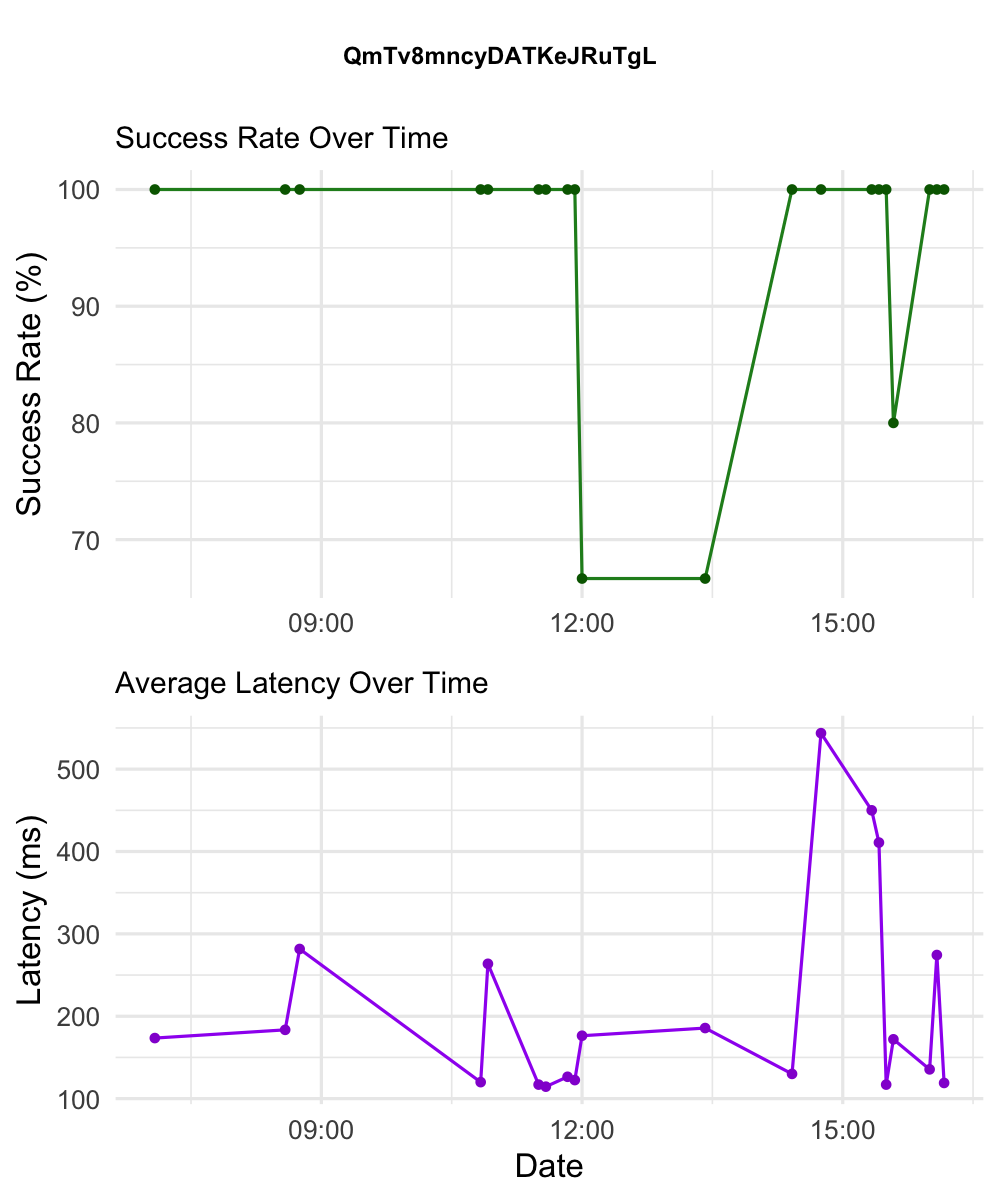 QmTv8mncyDATKeJRuTgL
Success Rate Over Time
Success Rate (%)
100
90
80
70
09:00 12:00 15:00
Average Latency Over Time
Latency (ms)
500
400
300
200
100
09:00 12:00 15:00
Date